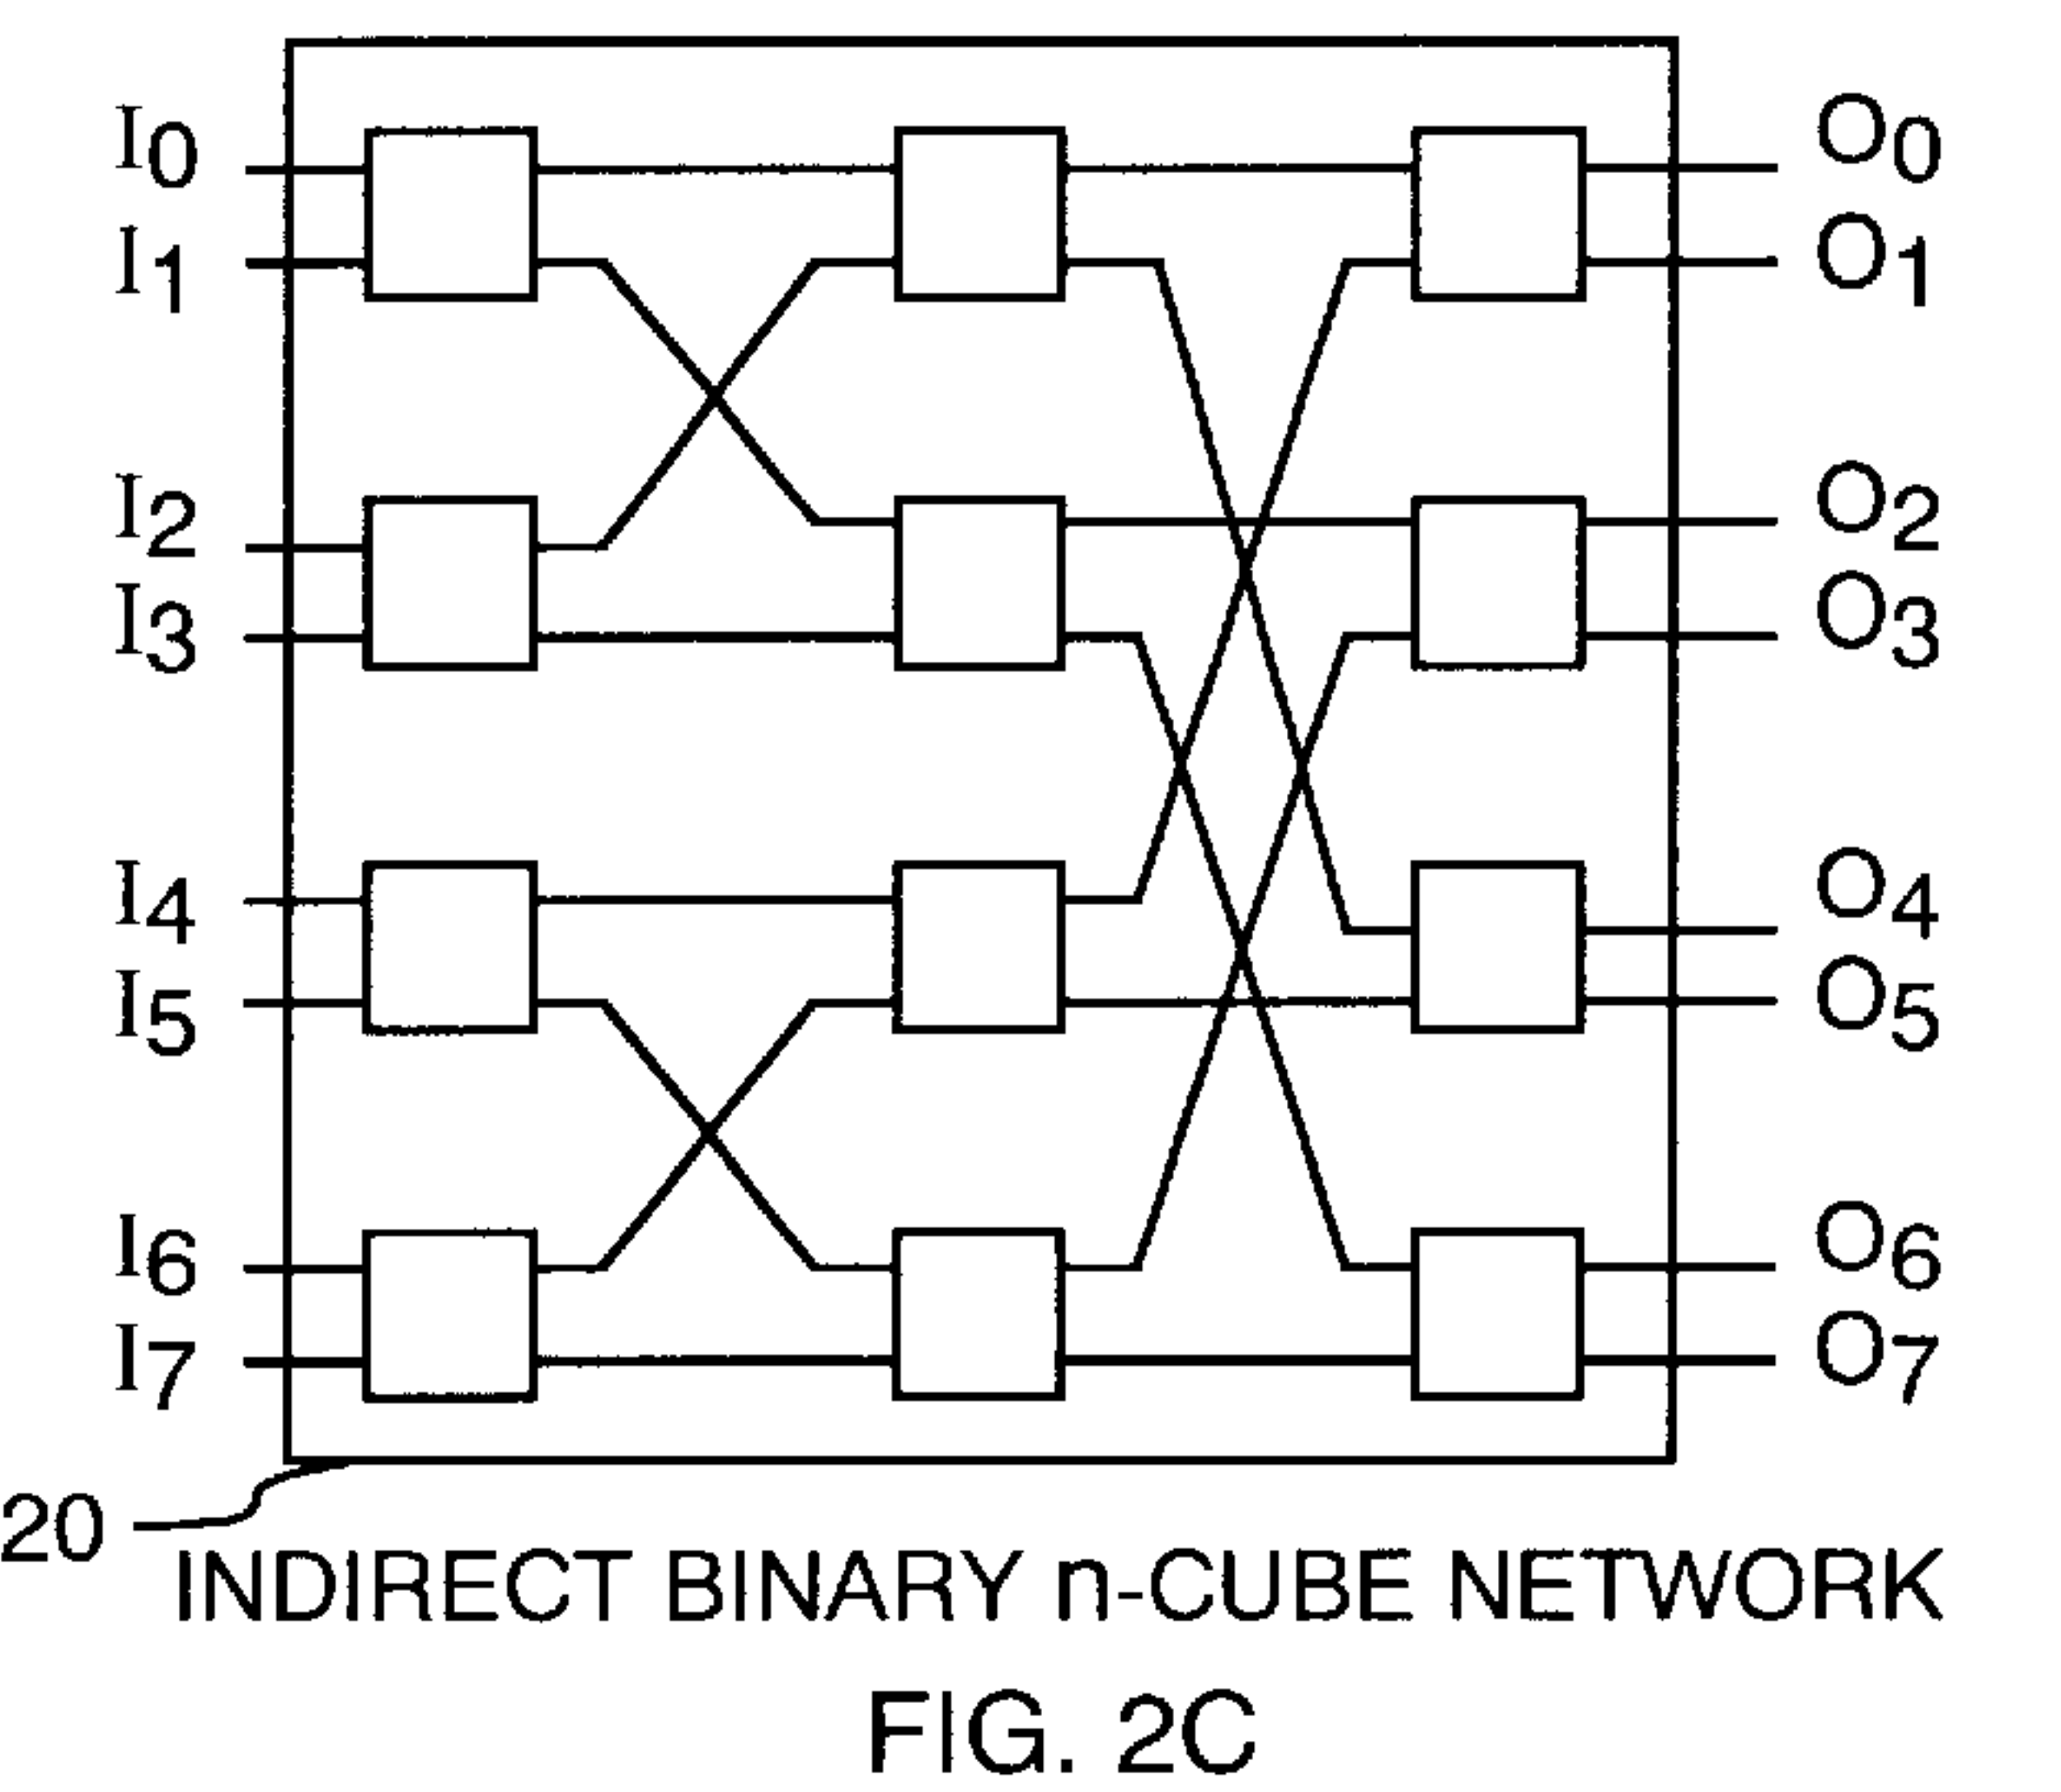 I0 O0
I1 O1
I2 O2
I3 O3
I4 O4
I5 O5
I6 O6
I7 O7
20
INDIRECT BINARY n-CUBE NETWORK
FIG. 2C